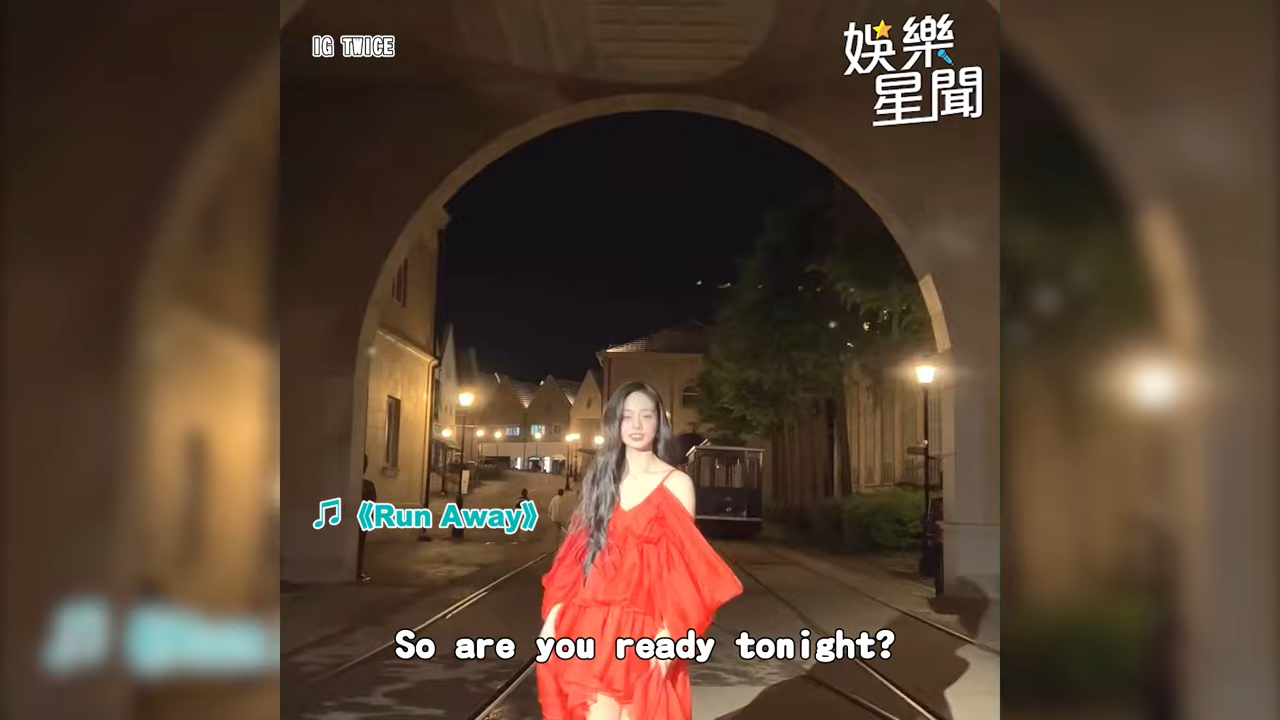 IG TWICE
娛樂
星聞
♫《Run Away》
So are you ready tonight?